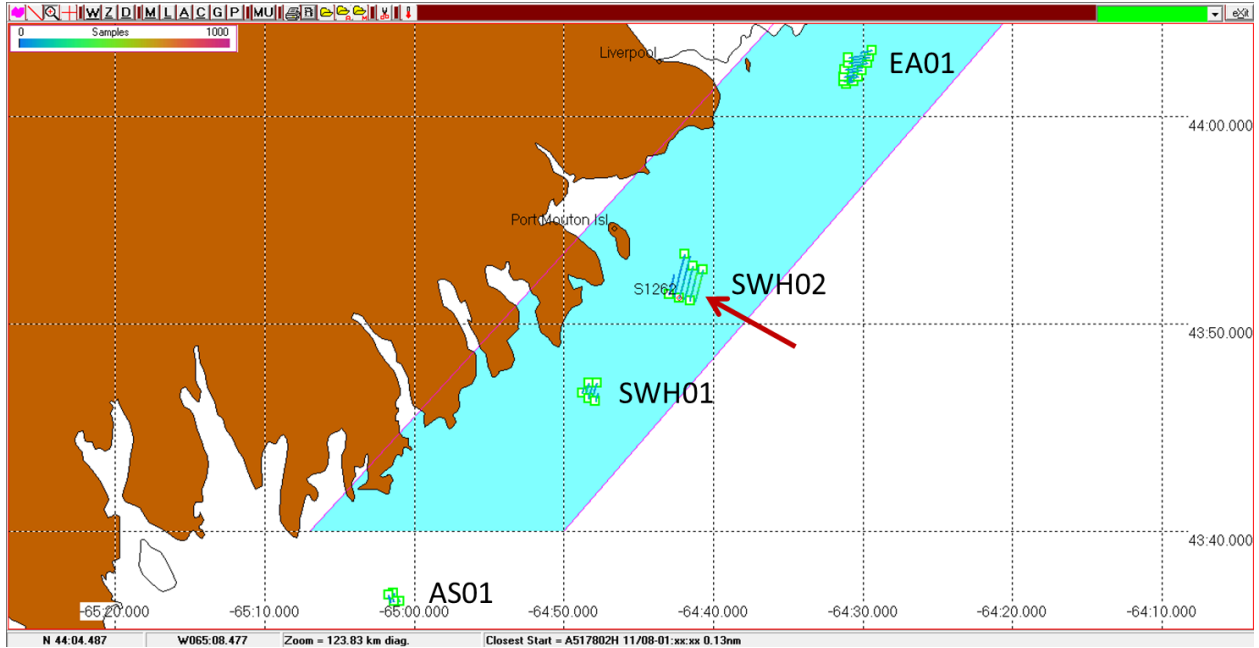 W Z D M L A C G P MU R eXit
0 Samples 1000
Liverpool
EA01
44:00.000
Port Mouton Isl.
S1262
SWH02
43:50.000
SWH01
43:40.000
AS01
-65:20.000 -65:10.000 -65:00.000 -64:50.000 -64:40.000 -64:30.000 -64:20.000 -64:10.000
N 44:04.487 W065:08.477 Zoom = 123.83 km diag. Closest Start = A517802H 11/08-01:xx:xx 0.13nm